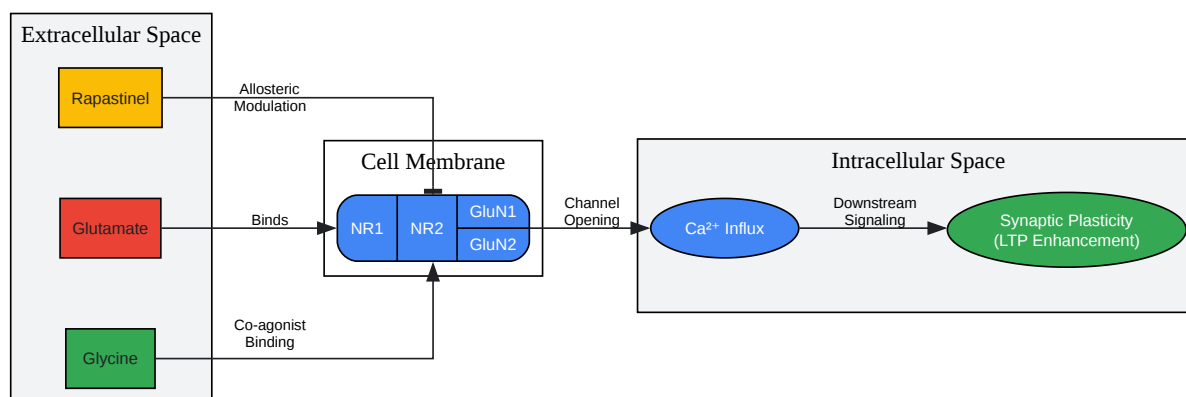 Extracellular Space
Rapastinel
Allosteric
Modulation
Cell Membrane
Intracellular Space
Glutamate
Binds
NR1
NR2
GluN1
GluN2
Channel
Opening
Ca²⁺ Influx
Downstream
Signaling
Synaptic Plasticity
(LTP Enhancement)
Glycine
Co-agonist
Binding